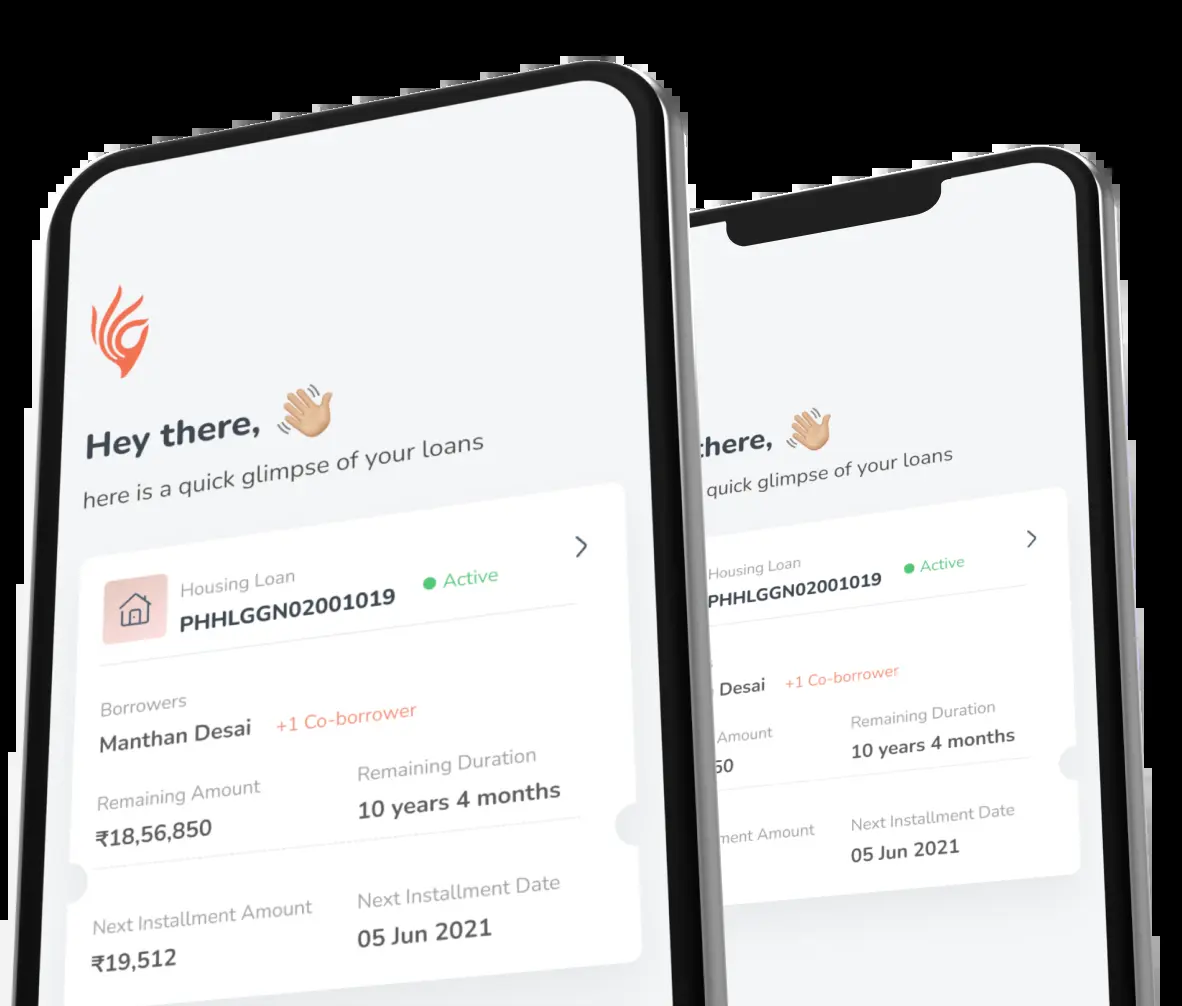 Hey there, 👋🏼
here is a quick glimpse of your loans
Housing Loan
PHHLGGN02001019
Active
Borrowers
Manthan Desai +1 Co-borrower
Remaining Amount
₹18,56,850
Remaining Duration
10 years 4 months
Next Installment Amount
₹19,512
Next Installment Date
05 Jun 2021
there, 👋🏼
quick glimpse of your loans
Housing Loan
PHHLGGN02001019
Active
Desai +1 Co-borrower
Amount
50
Remaining Duration
10 years 4 months
ment Amount
Next Installment Date
05 Jun 2021